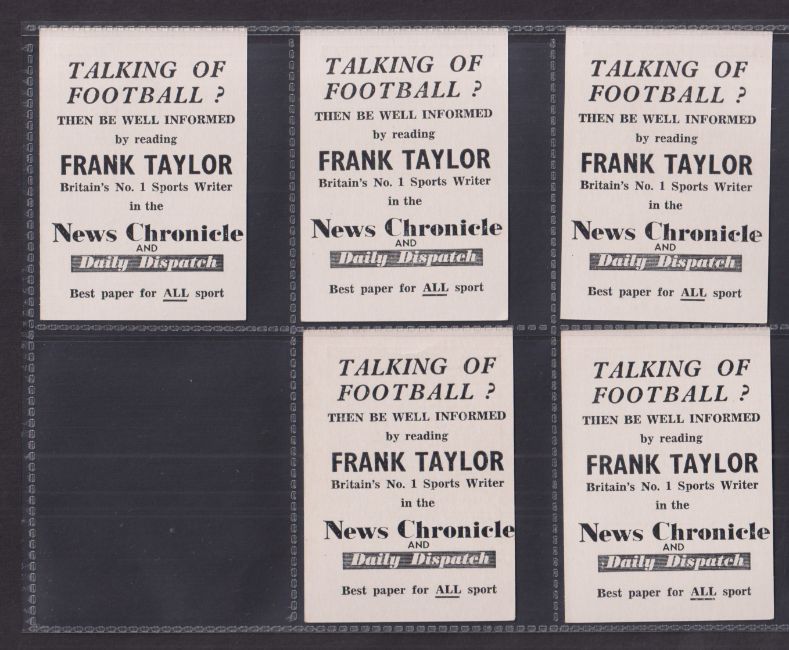 TALKING OF
FOOTBALL ?
THEN BE WELL INFORMED
by reading
FRANK TAYLOR
Britain's No. 1 Sports Writer
in the
News Chronicle
AND
Daily Dispatch
Best paper for ALL sport
TALKING OF
FOOTBALL ?
THEN BE WELL INFORMED
by reading
FRANK TAYLOR
Britain's No. 1 Sports Writer
in the
News Chronicle
AND
Daily Dispatch
Best paper for ALL sport
TALKING OF
FOOTBALL ?
THEN BE WELL INFORMED
by reading
FRANK TAYLOR
Britain's No. 1 Sports Writer
in the
News Chronicle
AND
Daily Dispatch
Best paper for ALL sport
TALKING OF
FOOTBALL ?
THEN BE WELL INFORMED
by reading
FRANK TAYLOR
Britain's No. 1 Sports Writer
in the
News Chronicle
AND
Daily Dispatch
Best paper for ALL sport
TALKING OF
FOOTBALL ?
THEN BE WELL INFORMED
by reading
FRANK TAYLOR
Britain's No. 1 Sports Writer
in the
News Chronicle
AND
Daily Dispatch
Best paper for ALL sport